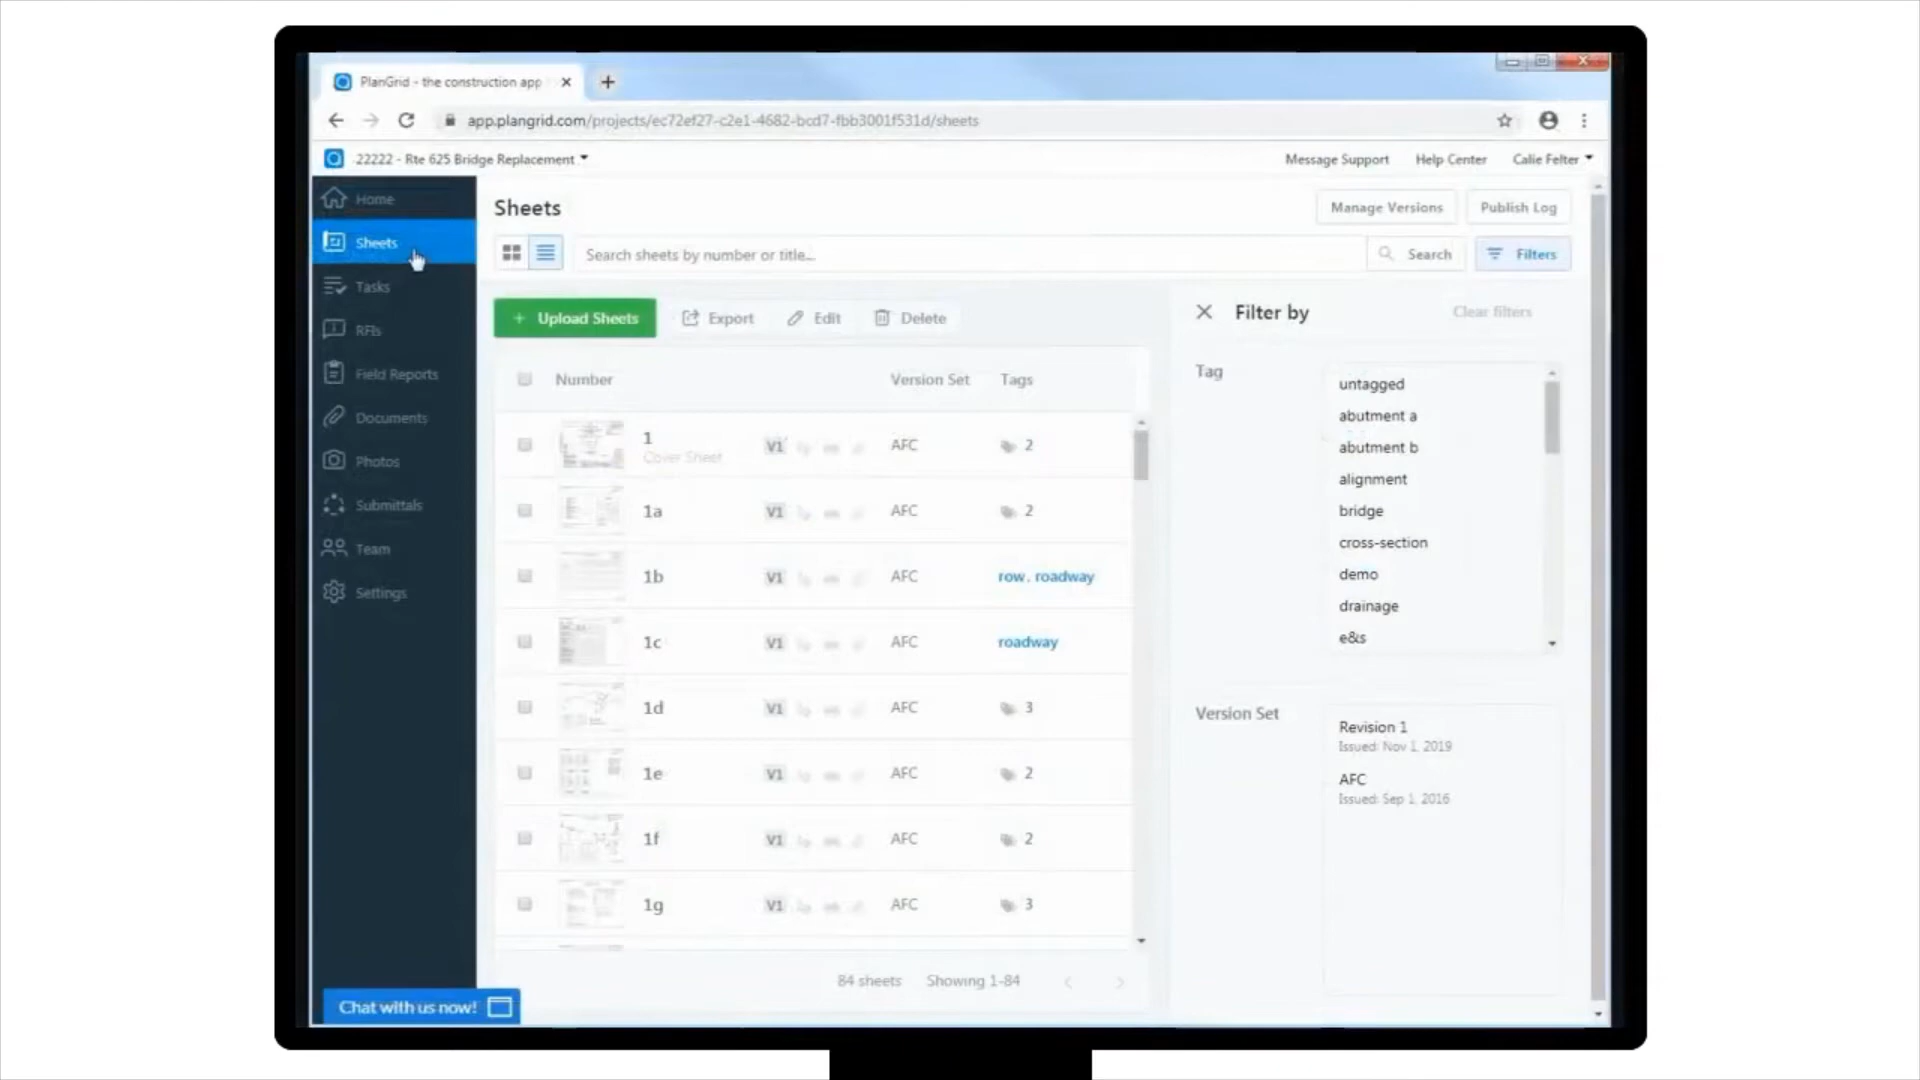 PlanGrid - the construction app
app.plangrid.com/projects/ec72ef27-c2e1-4682-bcd7-fbb3001f531d/sheets
22222 - Rte 625 Bridge Replacement
Message Support
Help Center
Calie Felter
Home
Sheets
Tasks
RFIs
Field Reports
Documents
Photos
Submittals
Team
Settings
Chat with us now!
Sheets
Manage Versions
Publish Log
Search sheets by number or title...
Search
Filters
+ Upload Sheets
Export
Edit
Delete
Number Version Set Tags
1 V1 AFC 2
Cover Sheet
1a V1 AFC 2
1b V1 AFC row, roadway
1c V1 AFC roadway
1d V1 AFC 3
1e V1 AFC 2
1f V1 AFC 2
1g V1 AFC 3
84 sheets Showing 1-84
Filter by
Clear filters
Tag
untagged
abutment a
abutment b
alignment
bridge
cross-section
demo
drainage
e&s
Version Set
Revision 1
Issued: Nov 1, 2019
AFC
Issued: Sep 1, 2016